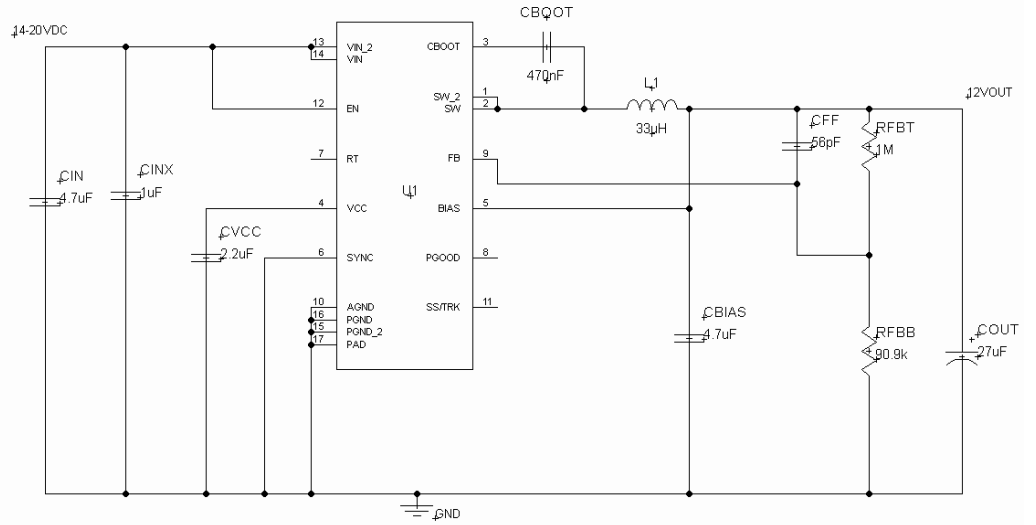 CBOOT
14-20VDC
13 VIN_2 CBOOT 3
14 VIN
470nF
L1
SW_2 1
12VOUT
12 EN SW 2
CFF
RFBT
33µH
56pF
1M
7 RT FB 9
CIN
CINX
4.7uF
1uF
U1
4 VCC BIAS 5
CVCC
2.2uF
6 SYNC PGOOD 8
10 AGND SS/TRK 11
16 PGND
15 PGND_2
17 PAD
CBIAS
4.7uF
RFBB
COUT
90.9k
27uF
GND